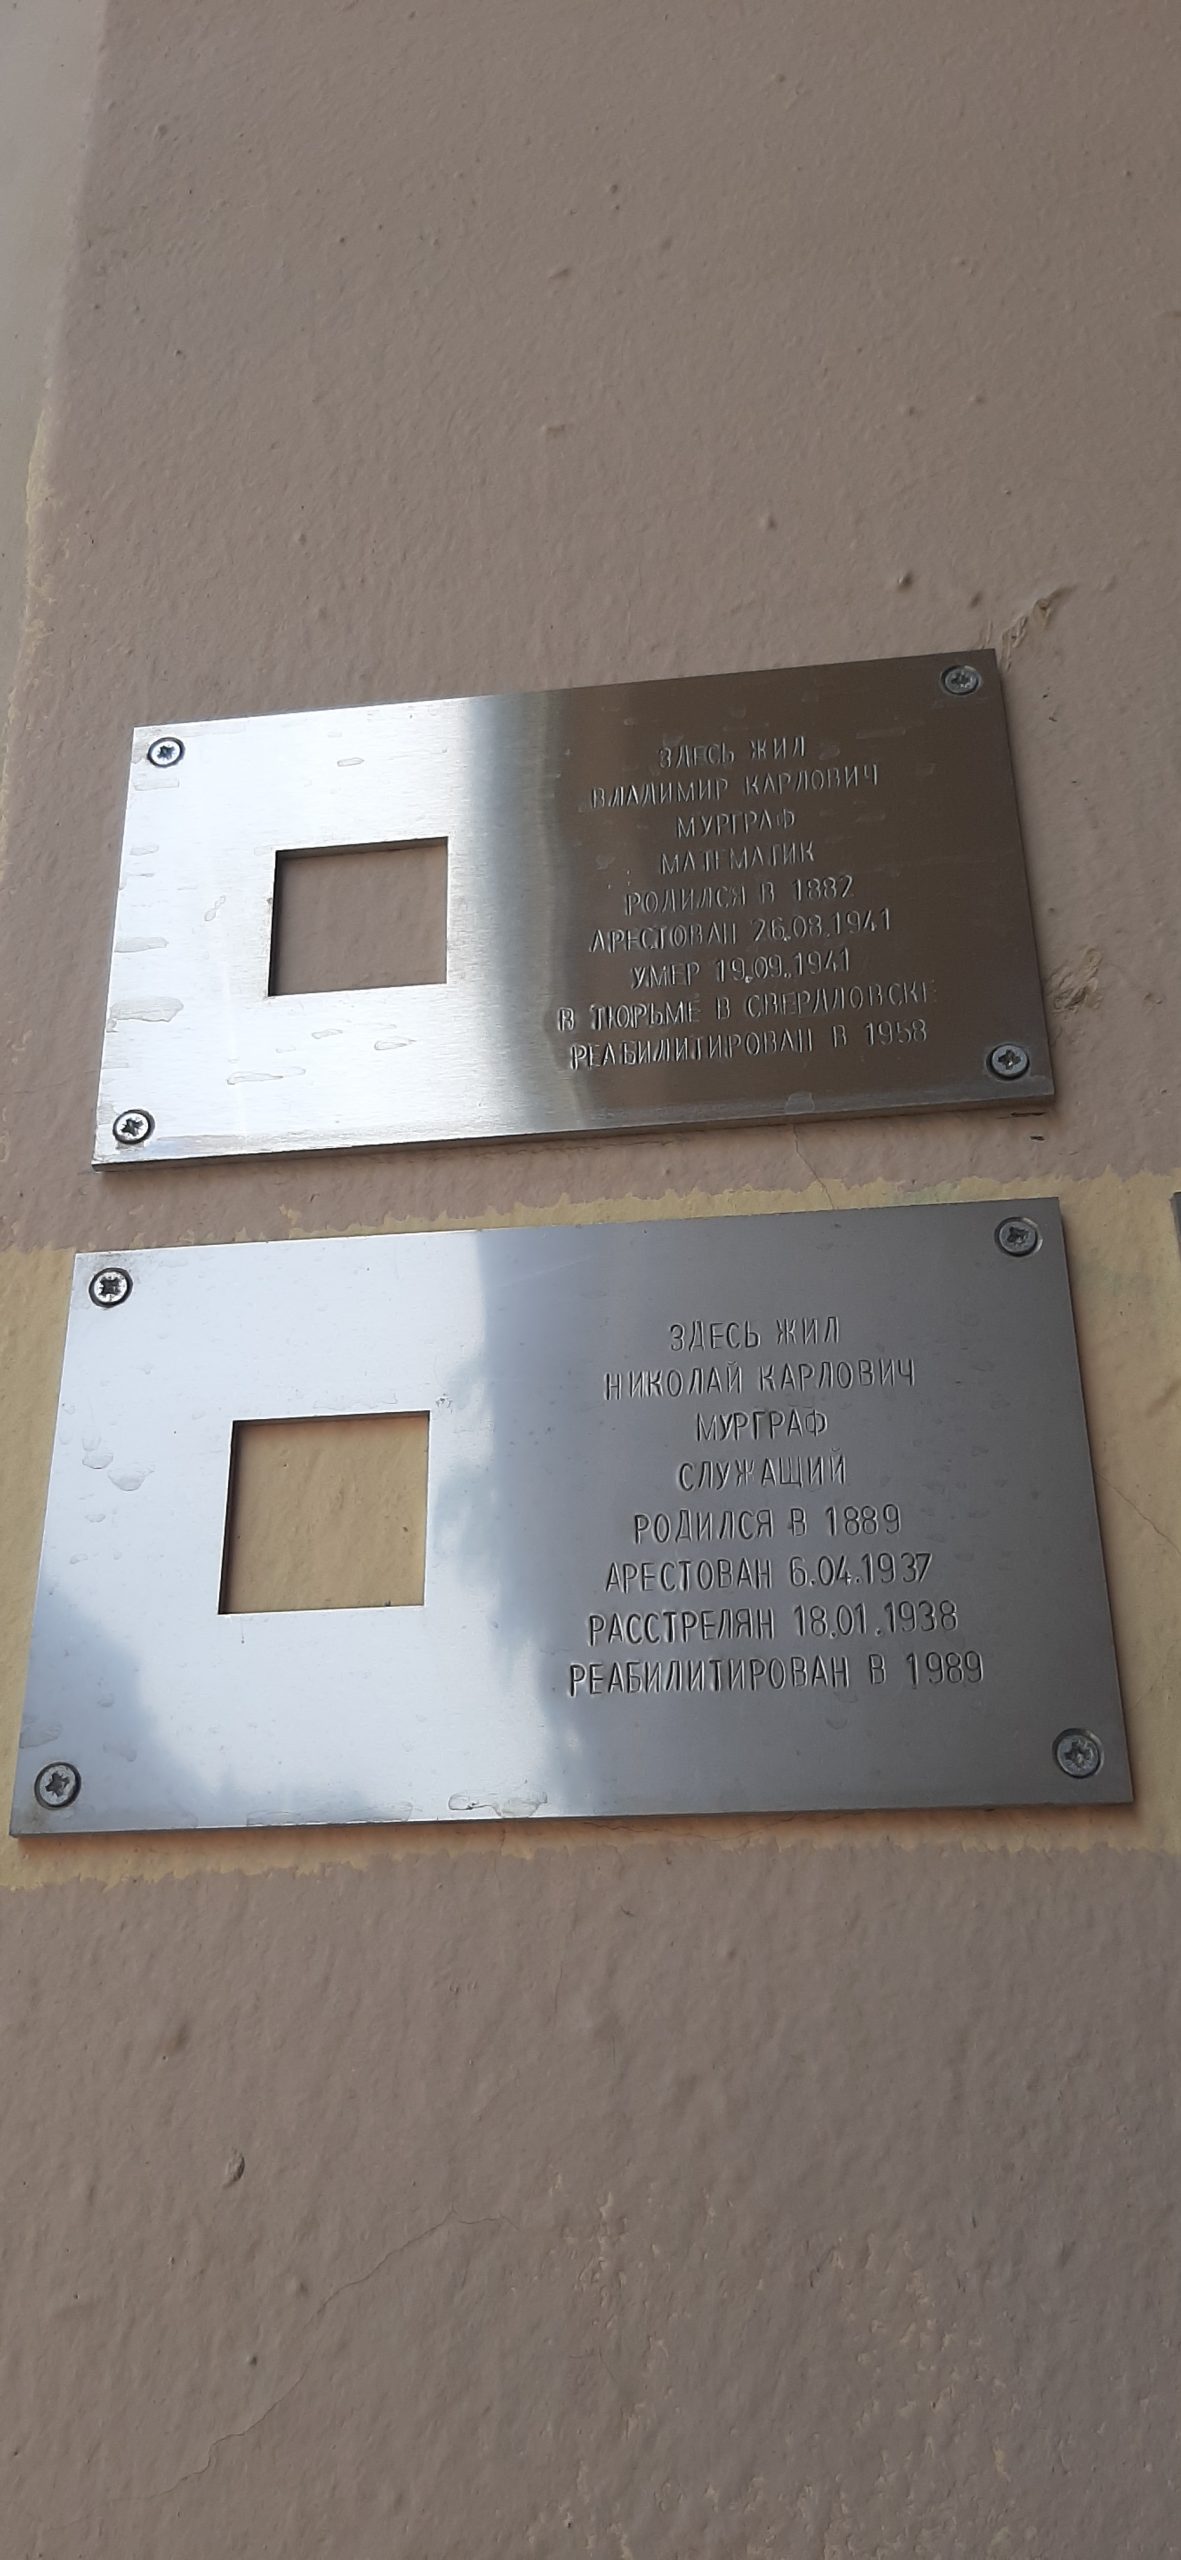 ЗДЕСЬ ЖИЛ
ВЛАДИМИР КАРЛОВИЧ
МУРГРАФ
МАТЕМАТИК
РОДИЛСЯ В 1882
АРЕСТОВАН 26.08.1941
УМЕР 19.09.1941
В ТЮРЬМЕ В СВЕРДЛОВСКЕ
РЕАБИЛИТИРОВАН В 1958
ЗДЕСЬ ЖИЛ
НИКОЛАЙ КАРЛОВИЧ
МУРГРАФ
СЛУЖАЩИЙ
РОДИЛСЯ В 1889
АРЕСТОВАН 6.04.1937
РАССТРЕЛЯН 18.01.1938
РЕАБИЛИТИРОВАН В 1989